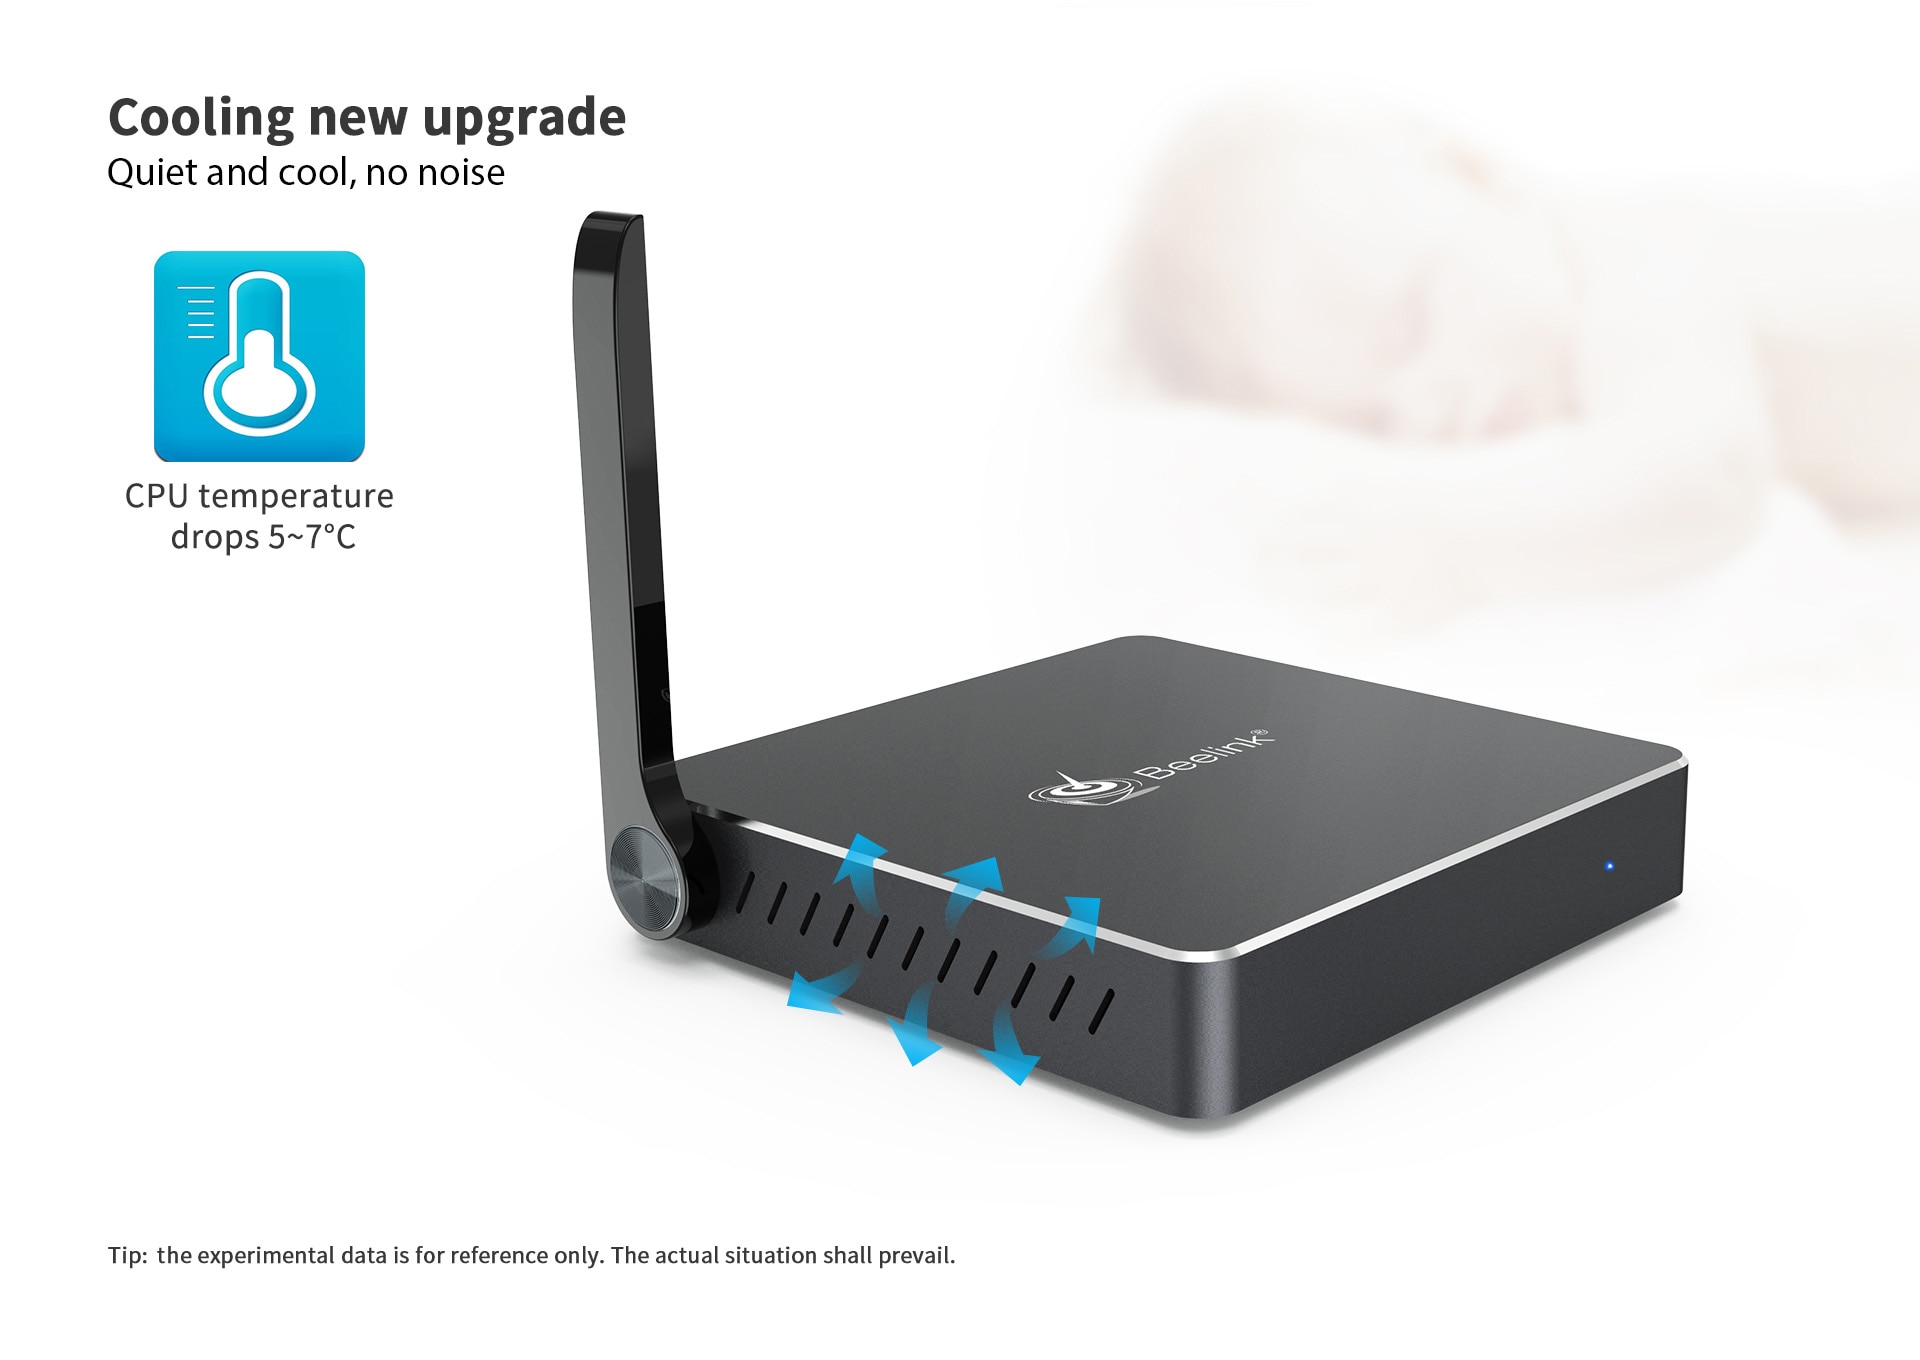 Cooling new upgrade
Quiet and cool, no noise
CPU temperature
drops 5~7°C
Beelink®
Tip: the experimental data is for reference only. The actual situation shall prevail.